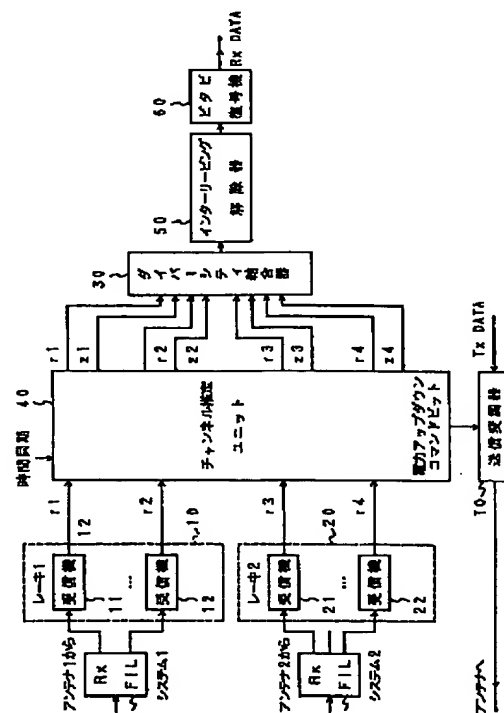 アンテナ1から
Rx
FIL
システム1
レーキ1
受信機
11
...
受信機
12
10
r1
12
r2
アンテナ2から
Rx
FIL
システム2
レーキ2
受信機
21
...
受信機
22
20
r3
r4
時間同期
40
チャンネル推定
ユニット
電力アップダウン
コマンドビット
r1
z1
r2
z2
r3
z3
r4
z4
30
ダイバーシティ結合器
50
インターリービング
解除器
60
ビタビ
復号機
Rx DATA
Tx DATA
送信変調器
70
アンテナへ